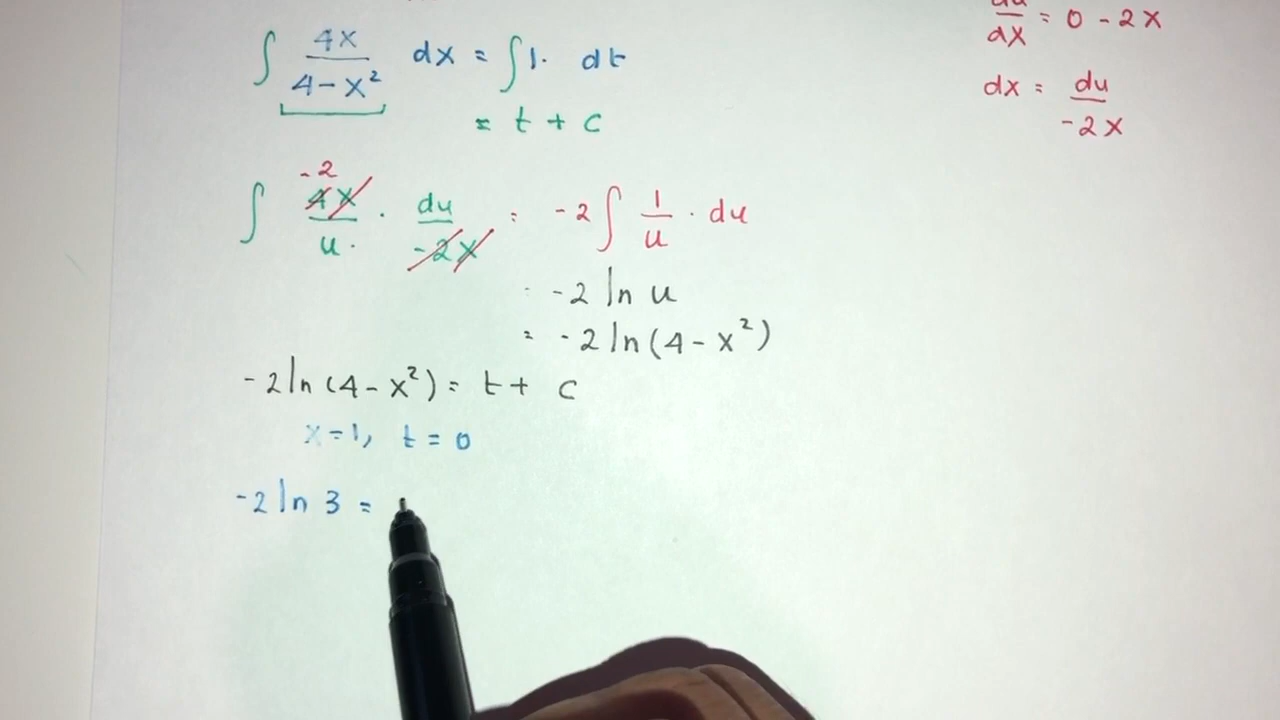 ∫ 4x / 4-x² dx = ∫ 1. dt
= t + c
∫ -2 4x / u. · du / -2x = -2 ∫ 1 / u · du
-2 ln u
= -2 ln (4-x²)
-2 ln (4-x²) = t + c
x=1, t=0
-2 ln 3 =
du / dx = 0 - 2x
dx = du / -2x